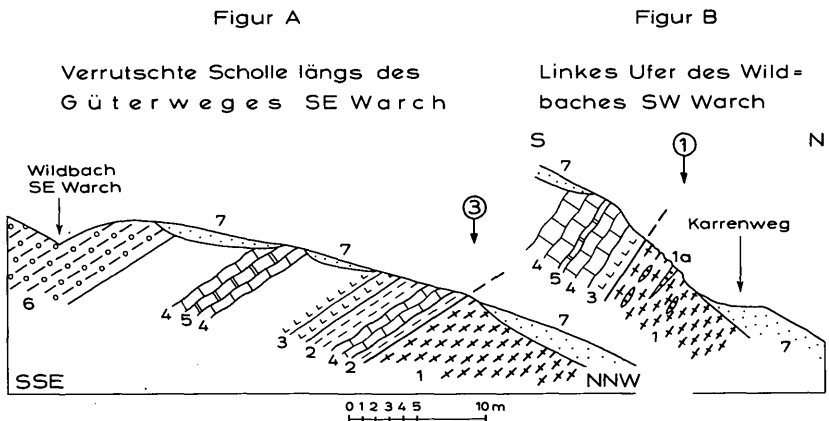 Figur A
Verrutschte Scholle längs des
Güterweges SE Warch
Wildbach
SE Warch
7
③
7
6
4
5
4
3
2
4
2
1
7
SSE
NNW
0 1 2 3 4 5 10 m
Figur B
Linkes Ufer des Wild=
baches SW Warch
S
①
N
7
Karrenweg
1a
4
5
4
3
1
7